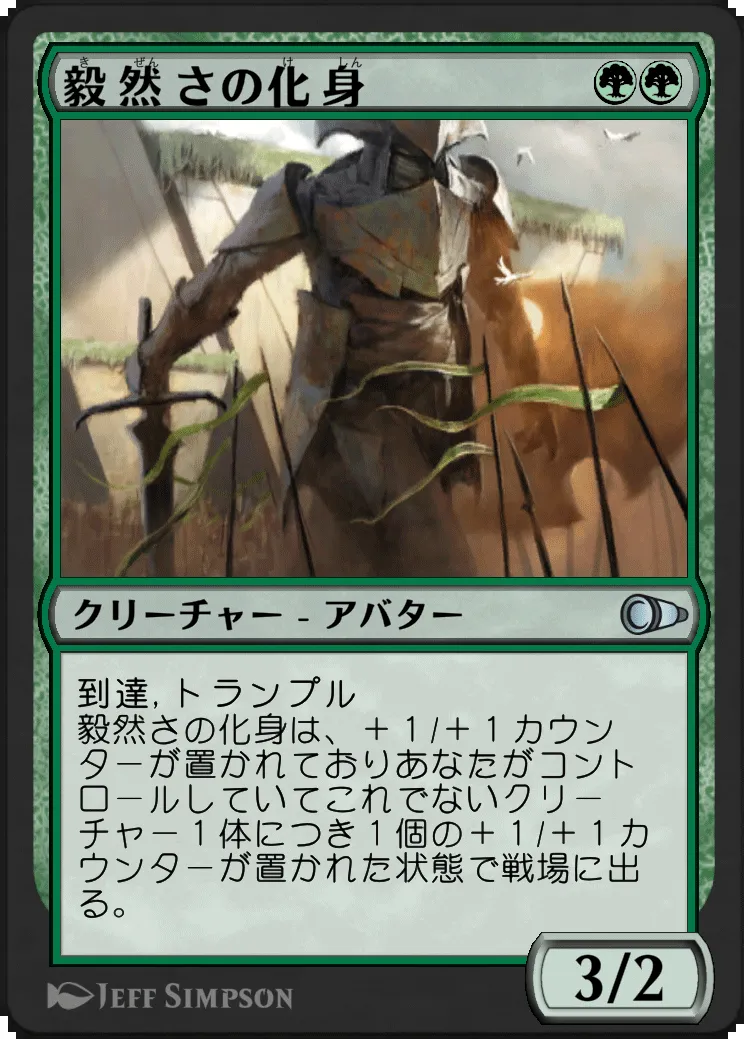 毅然さの化身
クリーチャー - アバター
到達, トランプル
毅然さの化身は、＋１/＋１カウン
ターが置かれておりあなたがコント
ロールしていてこれでないクリー
チャー１体につき１個の＋１/＋１カ
ウンターが置かれた状態で戦場に出
る。
3/2
JEFF SIMPSON